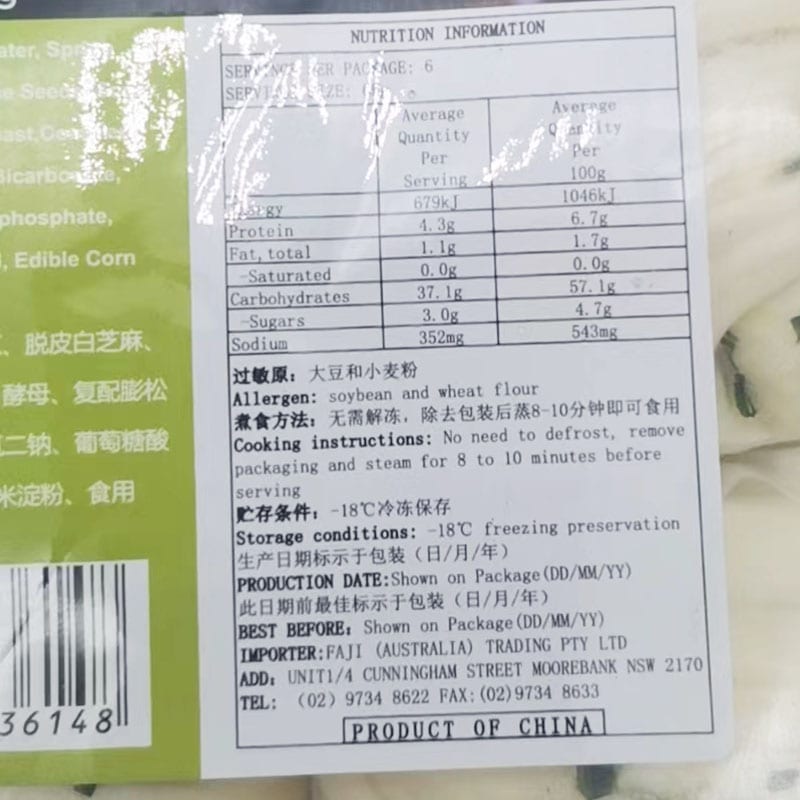 ater,
ast,
phosphate,
, Edible Corn
、脱皮白芝麻、
酵母、复配膨松
二钠、葡萄糖酸
米淀粉、食用
36148
NUTRITION INFORMATION
PACKAGE: 6
Average Quantity Per Serving
Average Per 100g
679kJ 1046kJ
Protein 4.3g 6.7g
Fat, total 1.1g 1.7g
-Saturated 0.0g 0.0g
Carbohydrates 37.1g 57.1g
-Sugars 3.0g 4.7g
Sodium 352mg 543mg
过敏原：大豆和小麦粉
Allergen: soybean and wheat flour
煮食方法：无需解冻，除去包装后蒸8-10分钟即可食用
Cooking instructions: No need to defrost, remove
packaging and steam for 8 to 10 minutes before
serving
贮存条件：-18℃冷冻保存
Storage conditions: -18℃ freezing preservation
生产日期标示于包装（日/月/年）
PRODUCTION DATE:Shown on Package(DD/MM/YY)
此日期前最佳标示于包装（日/月/年）
BEST BEFORE: Shown on Package(DD/MM/YY)
IMPORTER:FAJI (AUSTRALIA) TRADING PTY LTD
ADD: UNIT1/4 CUNNINGHAM STREET MOOREBANK NSW 2170
TEL: （02）9734 8622 FAX:(02)9734 8633
PRODUCT OF CHINA